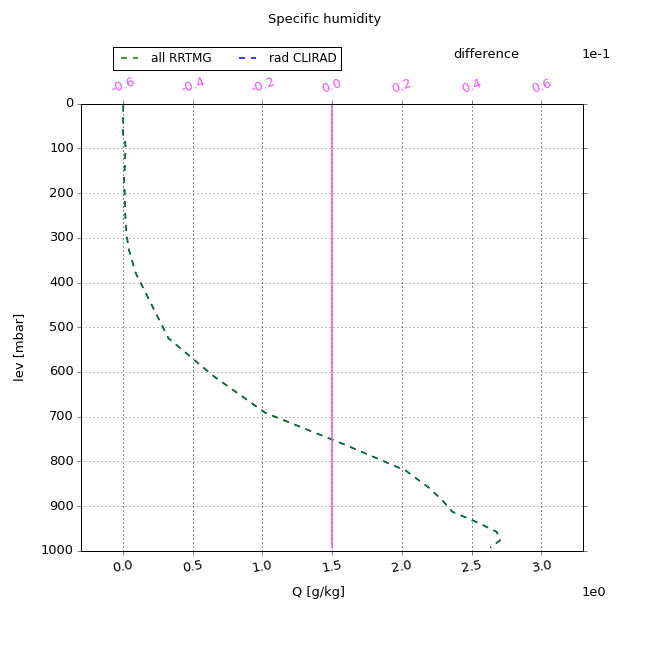 Specific humidity
all RRTMG rad CLIRAD
difference 1e-1
-0.6 -0.4 -0.2 0.0 0.2 0.4 0.6
0
100
200
300
400
500
600
700
800
900
1000
lev [mbar]
0.0 0.5 1.0 1.5 2.0 2.5 3.0
Q [g/kg] 1e0